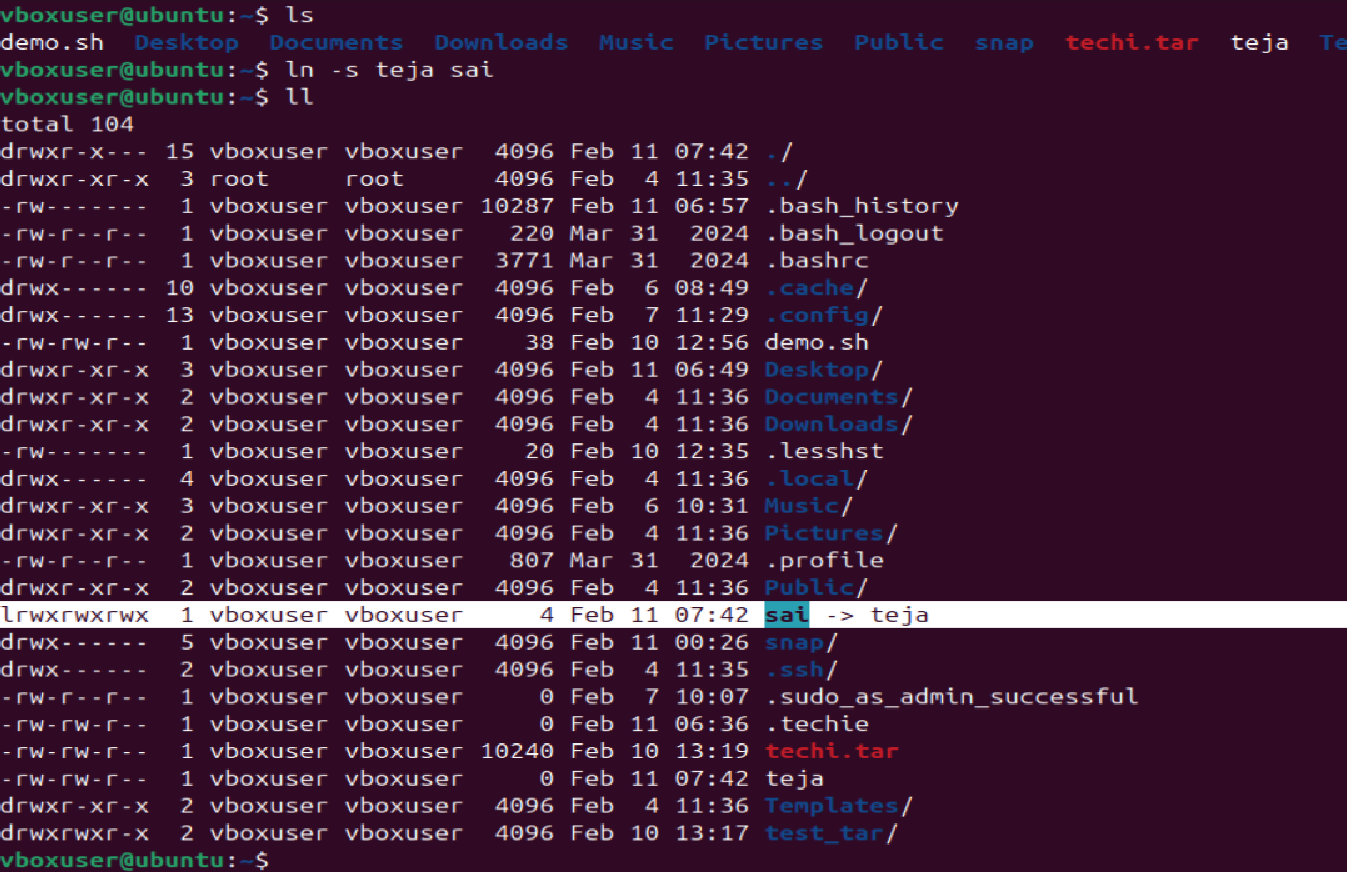 vboxuser@ubuntu:~$ ls
demo.sh  Desktop  Documents  Downloads  Music  Pictures  Public  snap  techi.tar  teja  Te
vboxuser@ubuntu:~$ ln -s teja sai
vboxuser@ubuntu:~$ ll
total 104
drwxr-x--- 15 vboxuser vboxuser  4096 Feb 11 07:42 ./
drwxr-xr-x  3 root     root      4096 Feb  4 11:35 ../
-rw-------  1 vboxuser vboxuser 10287 Feb 11 06:57 .bash_history
-rw-r--r--  1 vboxuser vboxuser   220 Mar 31  2024 .bash_logout
-rw-r--r--  1 vboxuser vboxuser  3771 Mar 31  2024 .bashrc
drwx------ 10 vboxuser vboxuser  4096 Feb  6 08:49 .cache/
drwx------ 13 vboxuser vboxuser  4096 Feb  7 11:29 .config/
-rw-rw-r--  1 vboxuser vboxuser    38 Feb 10 12:56 demo.sh
drwxr-xr-x  3 vboxuser vboxuser  4096 Feb 11 06:49 Desktop/
drwxr-xr-x  2 vboxuser vboxuser  4096 Feb  4 11:36 Documents/
drwxr-xr-x  2 vboxuser vboxuser  4096 Feb  4 11:36 Downloads/
-rw-------  1 vboxuser vboxuser    20 Feb 10 12:35 .lesshst
drwx------  4 vboxuser vboxuser  4096 Feb  4 11:36 .local/
drwxr-xr-x  3 vboxuser vboxuser  4096 Feb  6 10:31 Music/
drwxr-xr-x  2 vboxuser vboxuser  4096 Feb  4 11:36 Pictures/
-rw-r--r--  1 vboxuser vboxuser   807 Mar 31  2024 .profile
drwxr-xr-x  2 vboxuser vboxuser  4096 Feb  4 11:36 Public/
lrwxrwxrwx  1 vboxuser vboxuser     4 Feb 11 07:42 sai -> teja
drwx------  5 vboxuser vboxuser  4096 Feb 11 00:26 snap/
drwx------  2 vboxuser vboxuser  4096 Feb  4 11:35 .ssh/
-rw-r--r--  1 vboxuser vboxuser     0 Feb  7 10:07 .sudo_as_admin_successful
-rw-rw-r--  1 vboxuser vboxuser     0 Feb 11 06:36 .techie
-rw-rw-r--  1 vboxuser vboxuser 10240 Feb 10 13:19 techi.tar
-rw-rw-r--  1 vboxuser vboxuser     0 Feb 11 07:42 teja
drwxr-xr-x  2 vboxuser vboxuser  4096 Feb  4 11:36 Templates/
drwxrwxr-x  2 vboxuser vboxuser  4096 Feb 10 13:17 test_tar/
vboxuser@ubuntu:~$